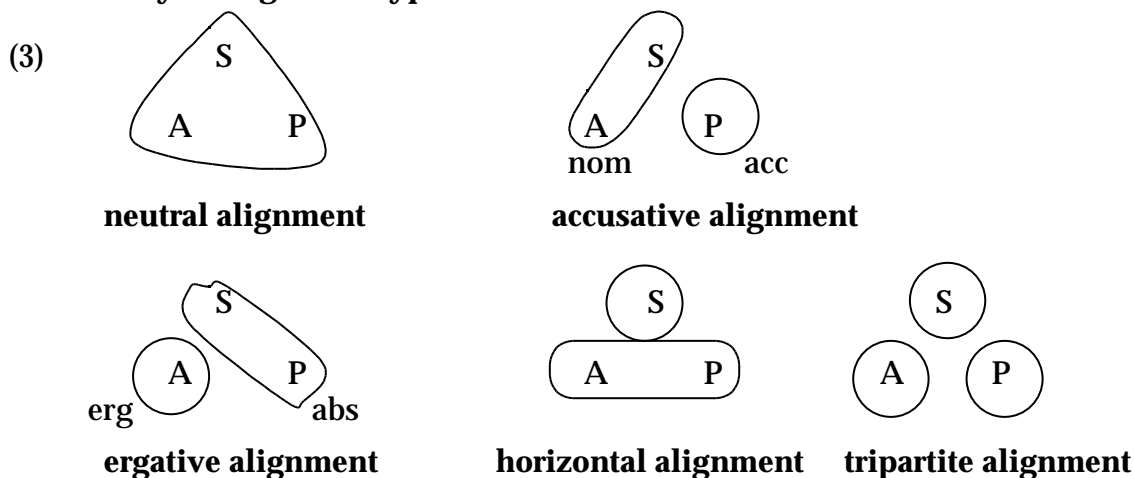 (3)
S
A P
S
A P
nom acc
neutral alignment accusative alignment
S
A P
erg abs
S
A P
S
A P
ergative alignment horizontal alignment tripartite alignment